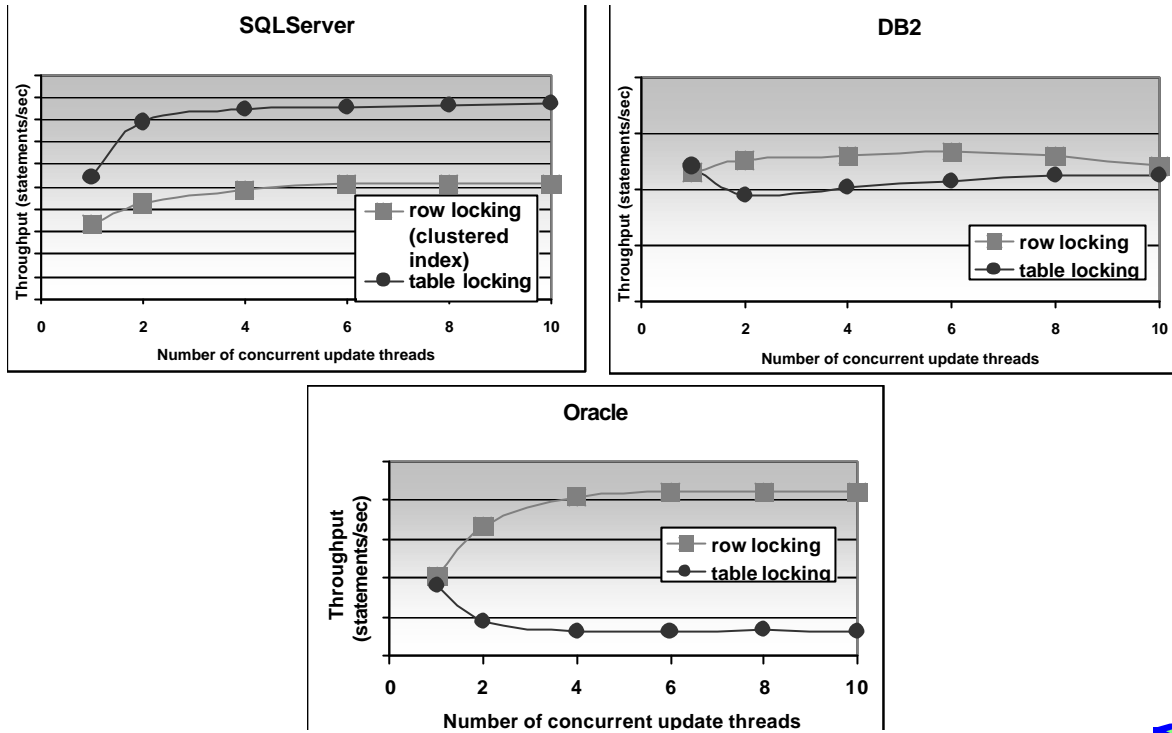 SQLServer
Throughput (statements/sec)
row locking
(clustered
index)
table locking
0 2 4 6 8 10
Number of concurrent update threads
DB2
Throughput (statements/sec)
row locking
table locking
0 2 4 6 8 10
Number of concurrent update threads
Oracle
Throughput
(statements/sec)
row locking
table locking
0 2 4 6 8 10
Number of concurrent update threads